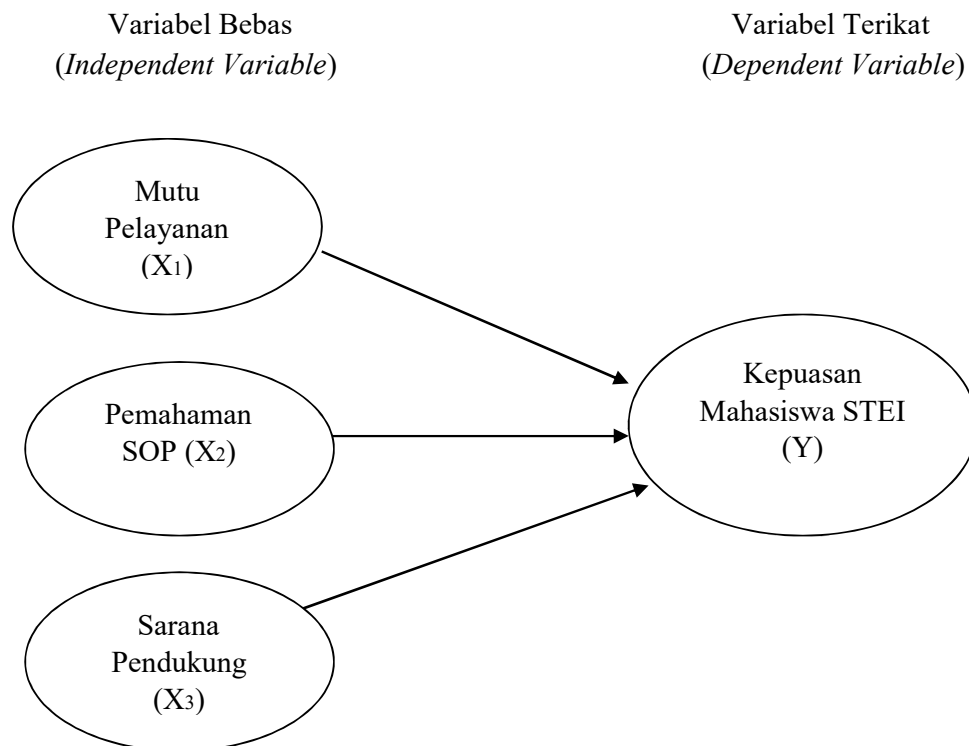 Variabel Bebas
(Independent Variable)
Variabel Terikat
(Dependent Variable)
Mutu
Pelayanan
(X1)
Pemahaman
SOP (X2)
Sarana
Pendukung
(X3)
Kepuasan
Mahasiswa STEI
(Y)